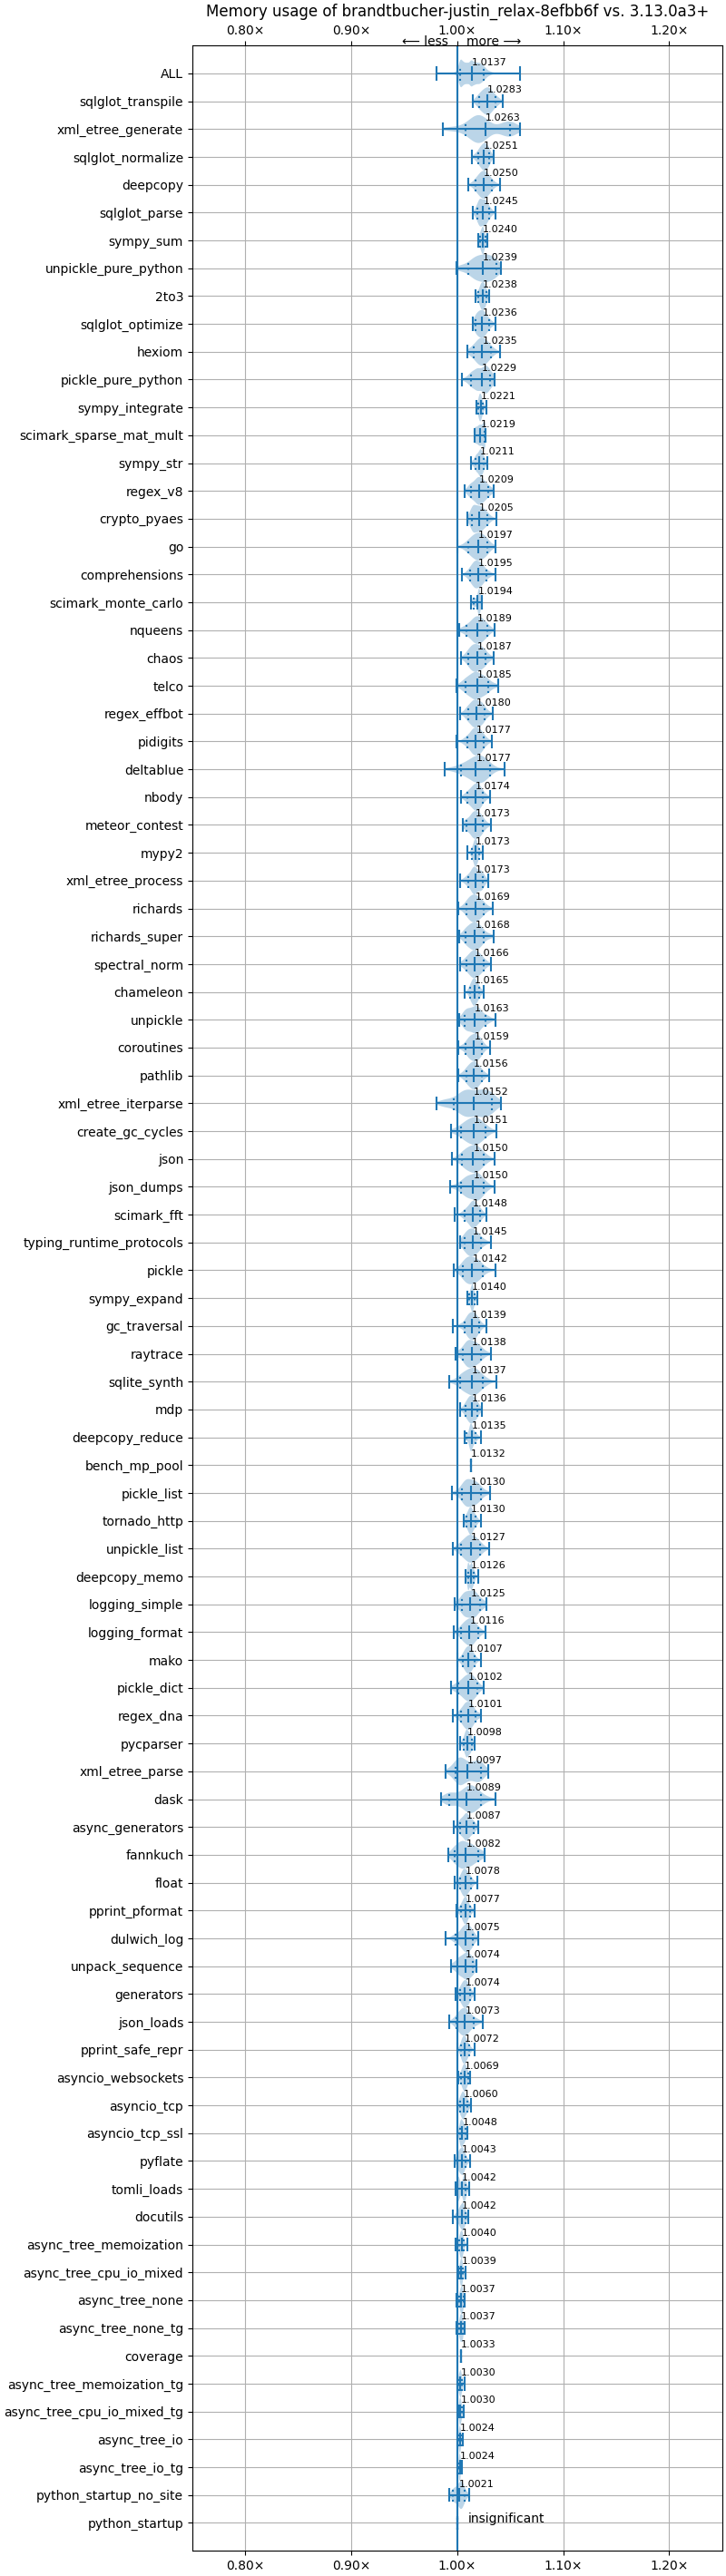 Memory usage of brandtbucher-justin_relax-8efbb6f vs. 3.13.0a3+
0.80× 0.90× 1.00× 1.10× 1.20×
⟵ less more ⟶
ALL 1.0137
sqlglot_transpile 1.0283
xml_etree_generate 1.0263
sqlglot_normalize 1.0251
deepcopy 1.0250
sqlglot_parse 1.0245
sympy_sum 1.0240
unpickle_pure_python 1.0239
2to3 1.0238
sqlglot_optimize 1.0236
hexiom 1.0235
pickle_pure_python 1.0229
sympy_integrate 1.0221
scimark_sparse_mat_mult 1.0219
sympy_str 1.0211
regex_v8 1.0209
crypto_pyaes 1.0205
go 1.0197
comprehensions 1.0195
scimark_monte_carlo 1.0194
nqueens 1.0189
chaos 1.0187
telco 1.0185
regex_effbot 1.0180
pidigits 1.0177
deltablue 1.0177
nbody 1.0174
meteor_contest 1.0173
mypy2 1.0173
xml_etree_process 1.0173
richards 1.0169
richards_super 1.0168
spectral_norm 1.0166
chameleon 1.0165
unpickle 1.0163
coroutines 1.0159
pathlib 1.0156
xml_etree_iterparse 1.0152
create_gc_cycles 1.0151
json 1.0150
json_dumps 1.0150
scimark_fft 1.0148
typing_runtime_protocols 1.0145
pickle 1.0142
sympy_expand 1.0140
gc_traversal 1.0139
raytrace 1.0138
sqlite_synth 1.0137
mdp 1.0136
deepcopy_reduce 1.0135
bench_mp_pool 1.0132
pickle_list 1.0130
tornado_http 1.0130
unpickle_list 1.0127
deepcopy_memo 1.0126
logging_simple 1.0125
logging_format 1.0116
mako 1.0107
pickle_dict 1.0102
regex_dna 1.0101
pycparser 1.0098
xml_etree_parse 1.0097
dask 1.0089
async_generators 1.0087
fannkuch 1.0082
float 1.0078
pprint_pformat 1.0077
dulwich_log 1.0075
unpack_sequence 1.0074
generators 1.0074
json_loads 1.0073
pprint_safe_repr 1.0072
asyncio_websockets 1.0069
asyncio_tcp 1.0060
asyncio_tcp_ssl 1.0048
pyflate 1.0043
tomli_loads 1.0042
docutils 1.0042
async_tree_memoization 1.0040
async_tree_cpu_io_mixed 1.0039
async_tree_none 1.0037
async_tree_none_tg 1.0037
coverage 1.0033
async_tree_memoization_tg 1.0030
async_tree_cpu_io_mixed_tg 1.0030
async_tree_io 1.0024
async_tree_io_tg 1.0024
python_startup_no_site 1.0021
python_startup insignificant
0.80× 0.90× 1.00× 1.10× 1.20×